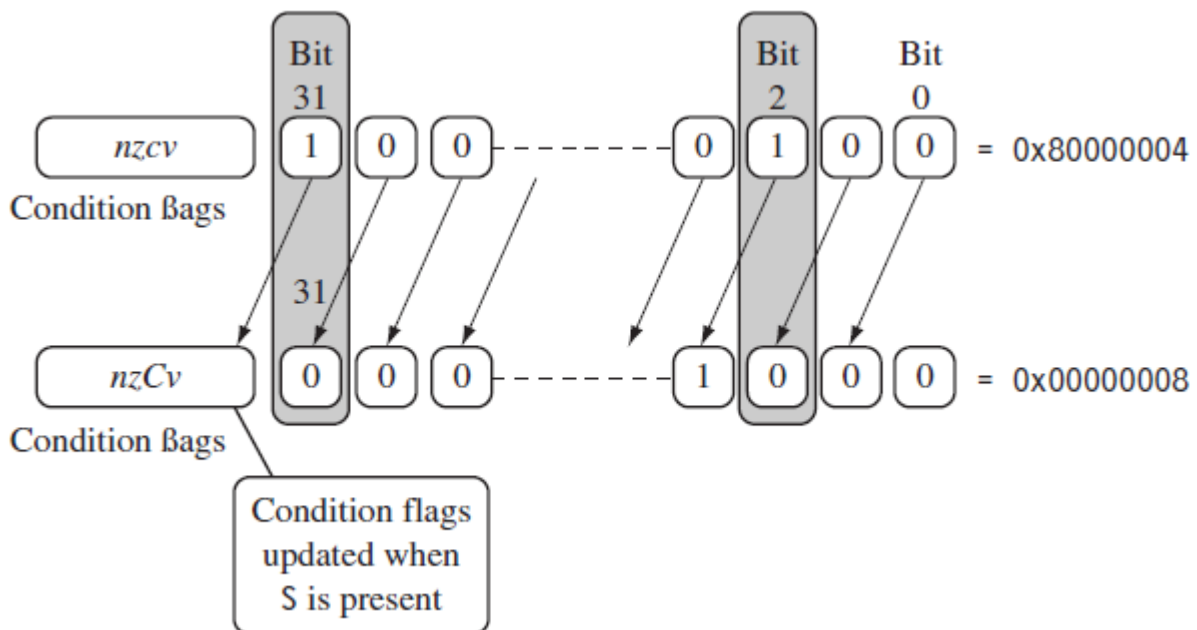 Bit Bit Bit
31 2 0
nzcv 1 0 0 0 1 0 0 = 0x80000004
Condition ßags
31
nzCv 0 0 0 1 0 0 0 = 0x00000008
Condition ßags
Condition flags
updated when
S is present